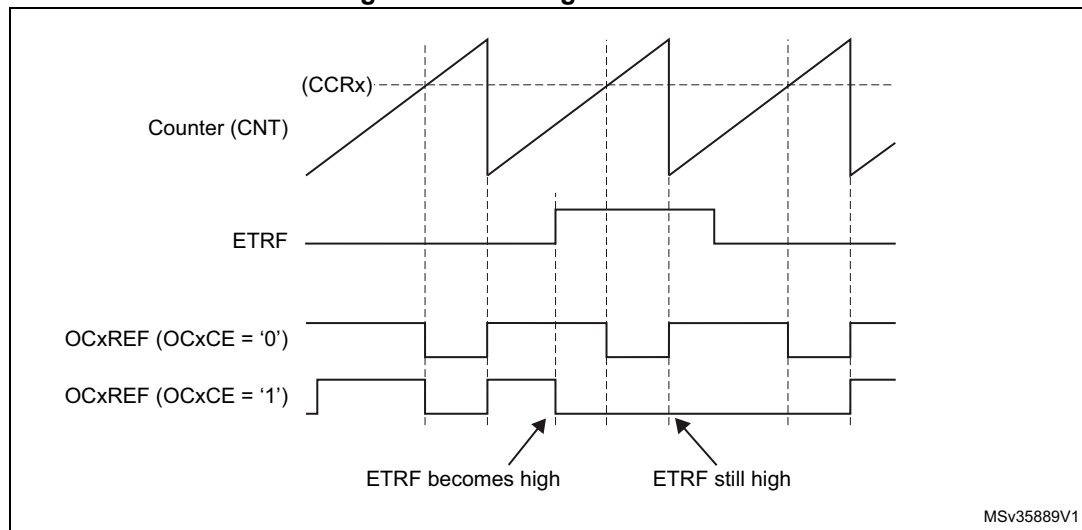 (CCRx)
Counter (CNT)
ETRF
OCxREF (OCxCE = ‘0’)
OCxREF (OCxCE = ‘1’)
ETRF becomes high
ETRF still high
MSv35889V1